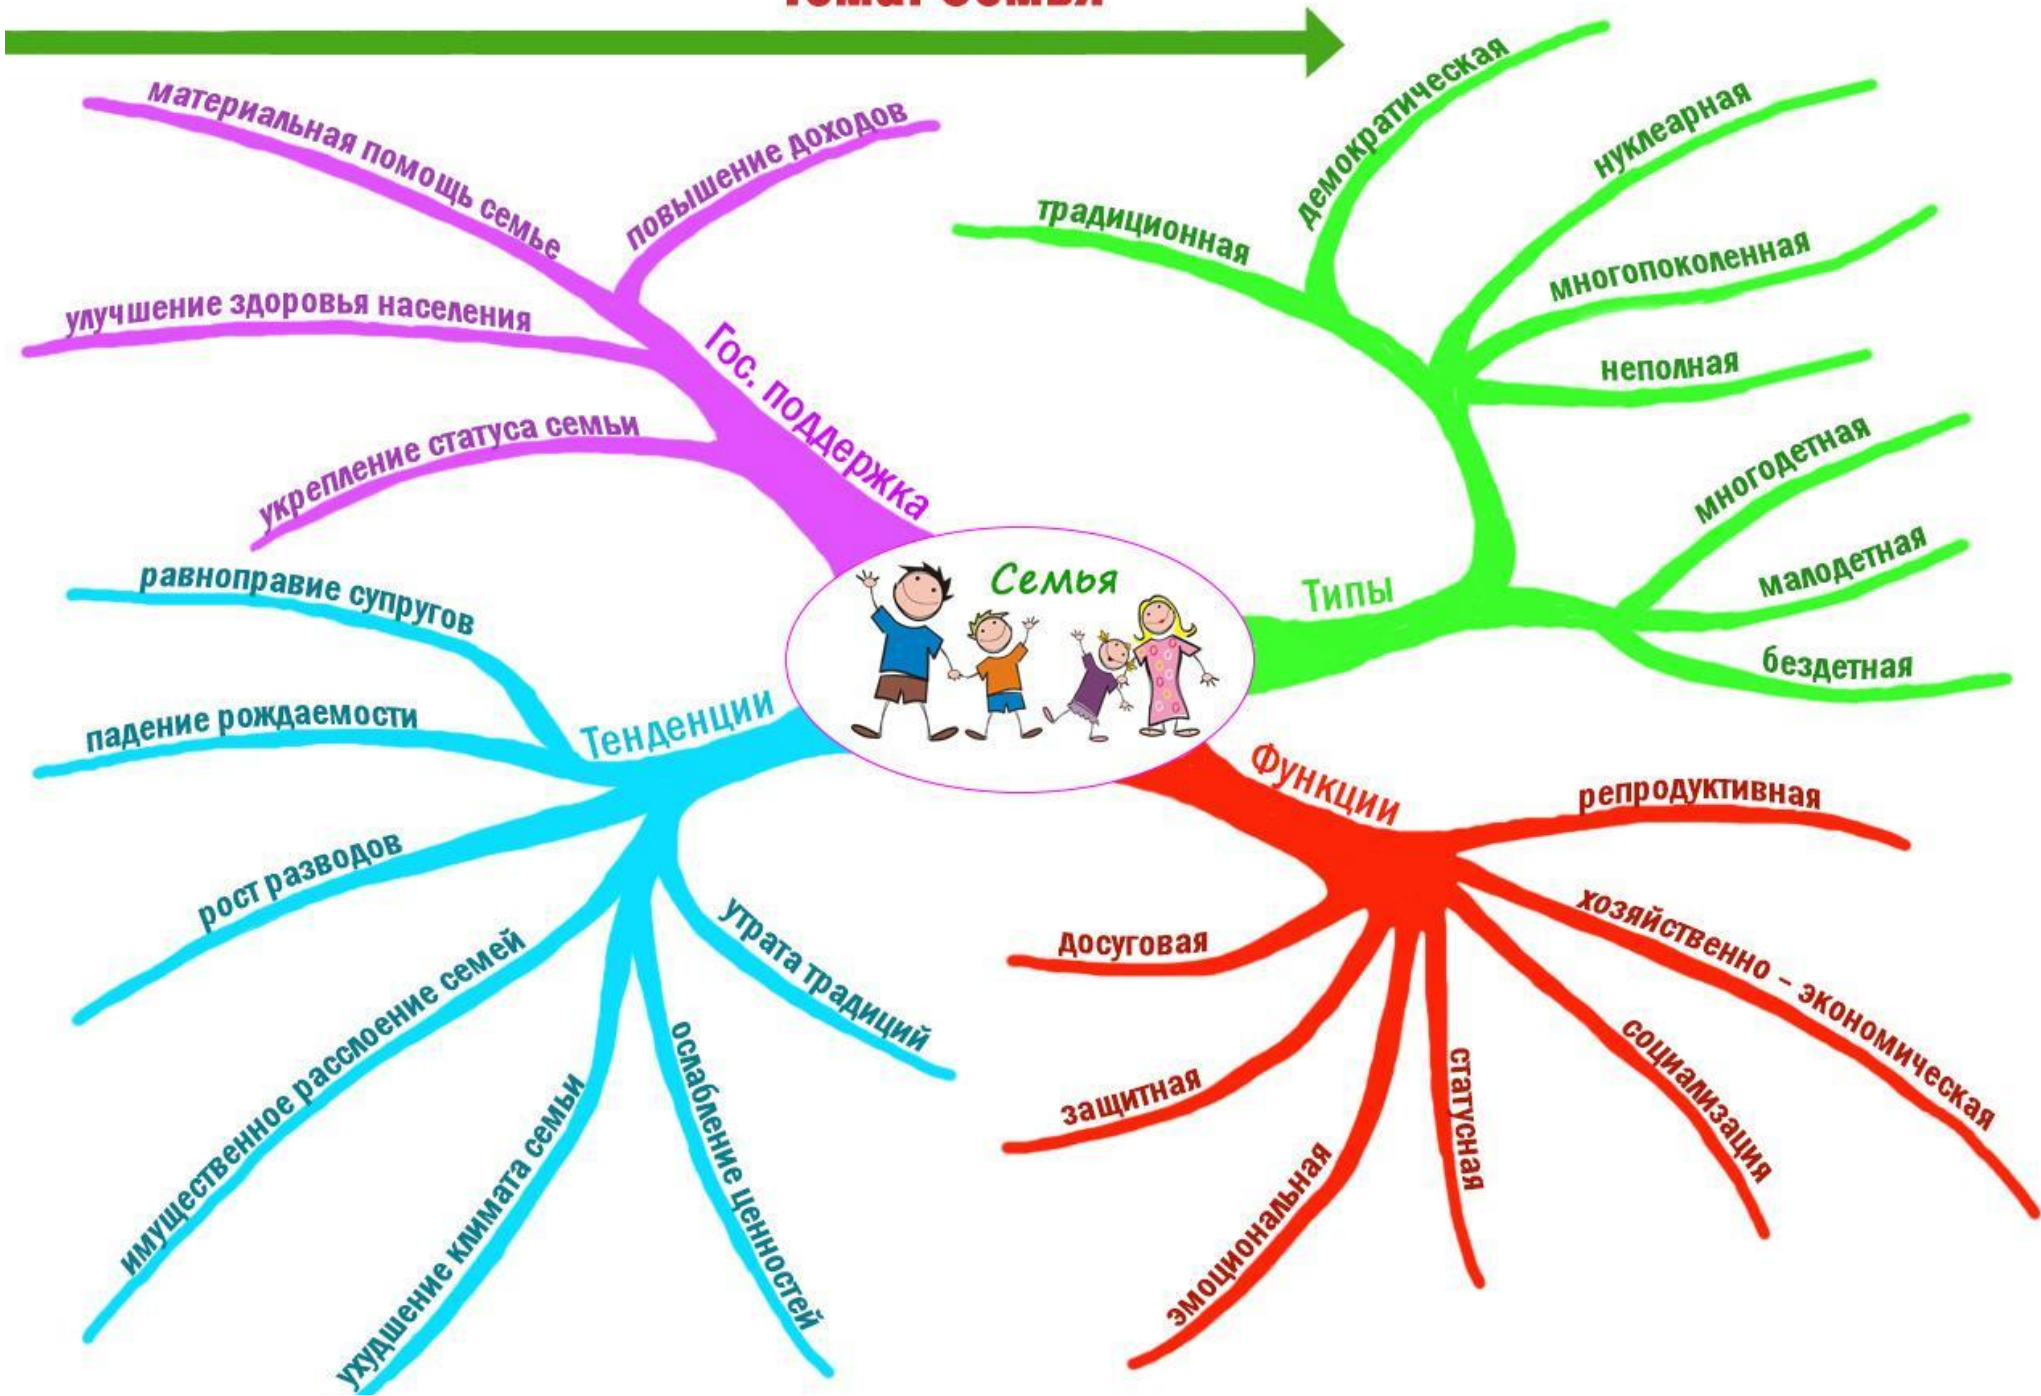 Тема: Семья
материальная помощь семье
повышение доходов
улучшение здоровья населения
укрепление статуса семьи
Гос. поддержка
традиционная
демократическая
нуклеарная
многопоколенная
неполная
многодетная
малодетная
бездетная
Типы
Семья
равноправие супругов
падение рождаемости
рост разводов
имущественное расслоение семей
ухудшение климата семьи
ослабление ценностей
утрата традиций
Тенденции
Функции
репродуктивная
хозяйственно – экономическая
социализация
статусная
эмоциональная
защитная
досуговая